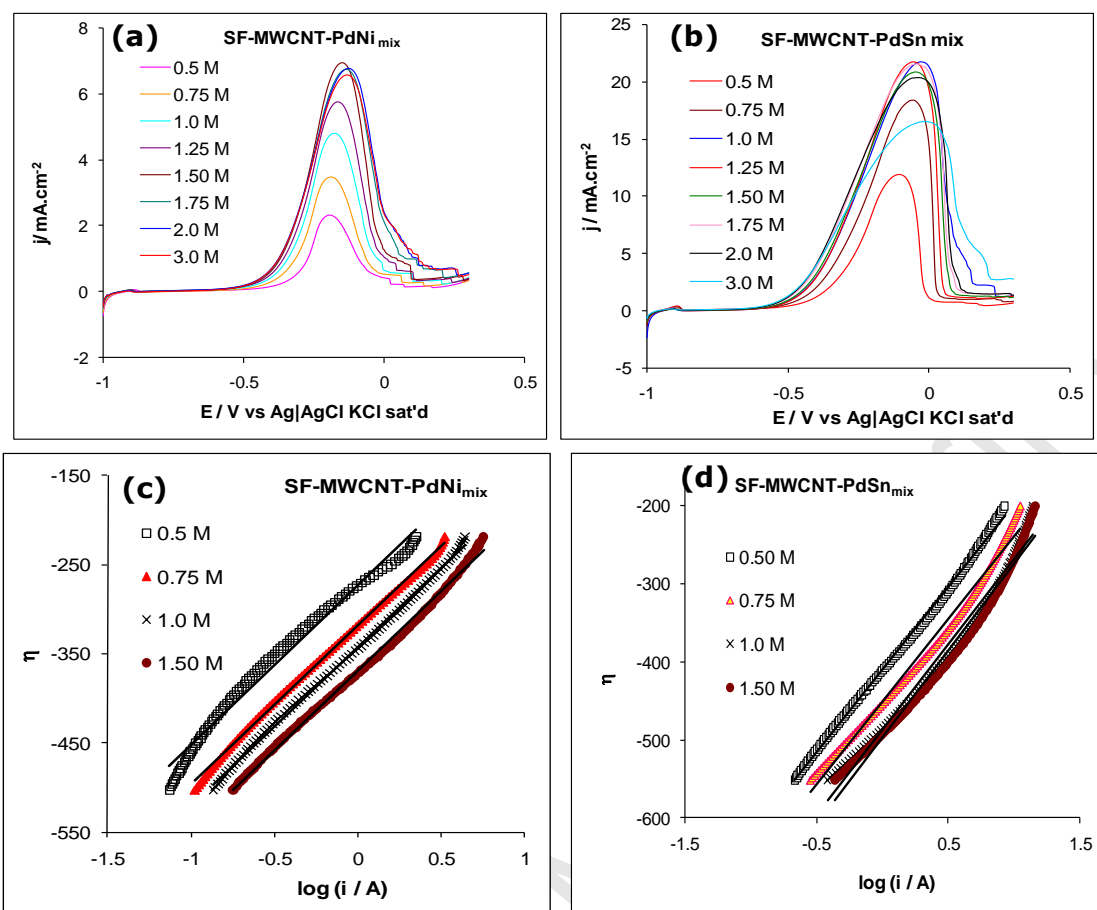 (a)
SF-MWCNT-PdNi mix
0.5 M
0.75 M
1.0 M
1.25 M
1.50 M
1.75 M
2.0 M
3.0 M
8
6
4
2
0
-2
-1
-0.5
0
0.5
j/ mA.cm-2
E / V vs Ag|AgCl KCl sat'd
(b)
SF-MWCNT-PdSn mix
0.5 M
0.75 M
1.0 M
1.25 M
1.50 M
1.75 M
2.0 M
3.0 M
25
20
15
10
5
0
-5
-1
-0.5
0
0.5
j / mA.cm-2
E / V vs Ag|AgCl KCl sat'd
(c)
SF-MWCNT-PdNimix
0.5 M
0.75 M
1.0 M
1.50 M
-150
-250
-350
-450
-550
η
-1.5
-1
-0.5
0
0.5
1
log (i / A)
(d)
SF-MWCNT-PdSnmix
0.50 M
0.75 M
1.0 M
1.50 M
-200
-300
-400
-500
-600
η
-1.5
-0.5
0.5
1.5
log (i / A)